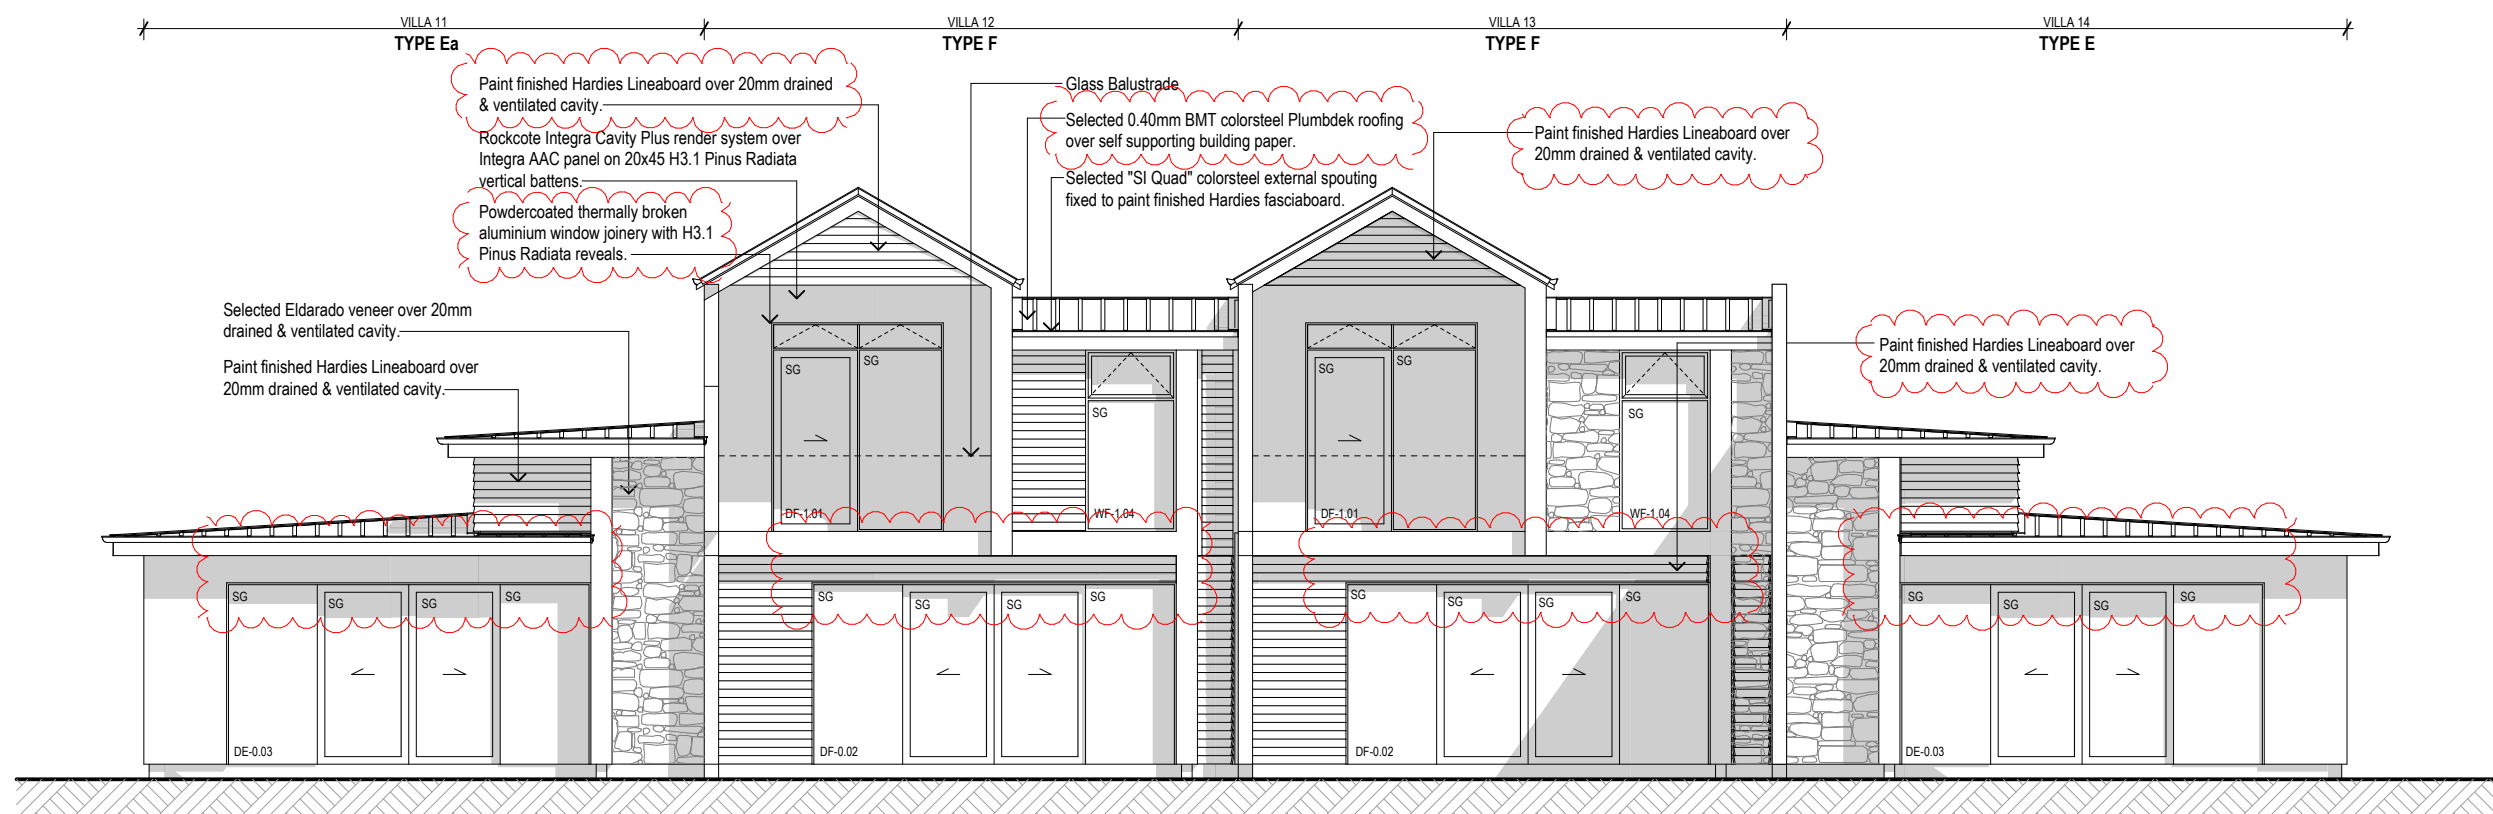 VILLA 11
TYPE Ea
VILLA 12
TYPE F
VILLA 13
TYPE F
VILLA 14
TYPE E
Paint finished Hardies Lineaboard over 20mm drained
& ventilated cavity.
Rockcote Integra Cavity Plus render system over
Integra AAC panel on 20x45 H3.1 Pinus Radiata
vertical battens.
Powdercoated thermally broken
aluminium window joinery with H3.1
Pinus Radiata reveals.
Selected Eldarado veneer over 20mm
drained & ventilated cavity.
Paint finished Hardies Lineaboard over
20mm drained & ventilated cavity.
Glass Balustrade
Selected 0.40mm BMT colorsteel Plumbdek roofing
over self supporting building paper.
Selected "SI Quad" colorsteel external spouting
fixed to paint finished Hardies fasciaboard.
Paint finished Hardies Lineaboard over
20mm drained & ventilated cavity.
Paint finished Hardies Lineaboard over
20mm drained & ventilated cavity.
SG
SG
SG
DF-1.01
WF-1.04
SG
SG
SG
DF-1.01
WF-1.04
SG
SG
SG
SG
DE-0.03
SG
SG
SG
SG
DF-0.02
SG
SG
SG
SG
DF-0.02
SG
SG
SG
SG
DE-0.03